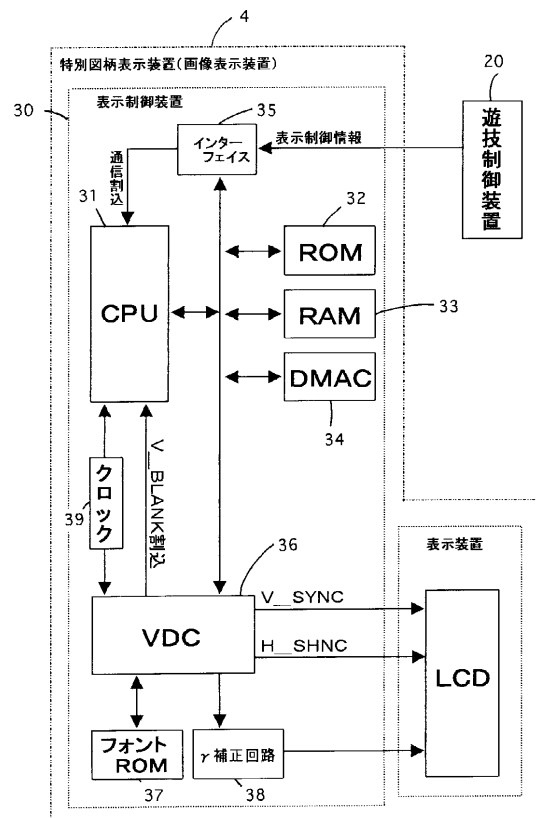 4
特別図柄表示装置(画像表示装置)
20
30
表示制御装置
35
インター
フェイス
表示制御情報
遊技制御装置
通信割込
31
CPU
32
ROM
RAM
33
DMAC
34
クロック
39
V__BLANK割込
36
VDC
V__SYNC
H__SHNC
表示装置
LCD
フォント
ROM
37
γ補正回路
38